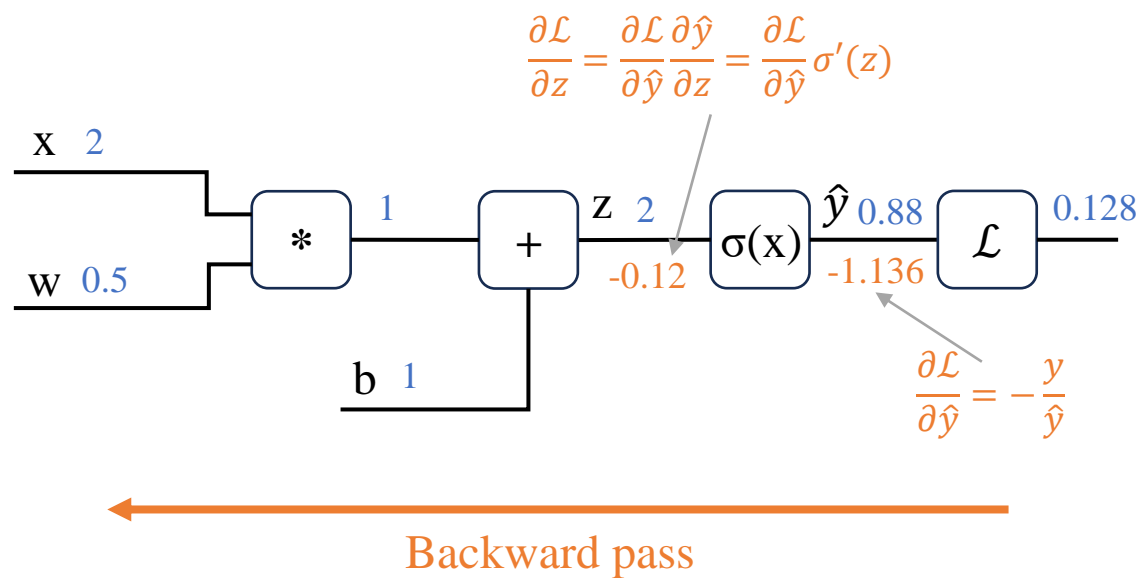 ∂ℒ/∂z = ∂ℒ/∂ŷ ∂ŷ/∂z = ∂ℒ/∂ŷ σ′(z)
x 2
* 1 + z 2 σ(x) ŷ 0.88 ℒ 0.128
w 0.5
-0.12 -1.136
b 1
∂ℒ/∂ŷ = − y/ŷ
Backward pass